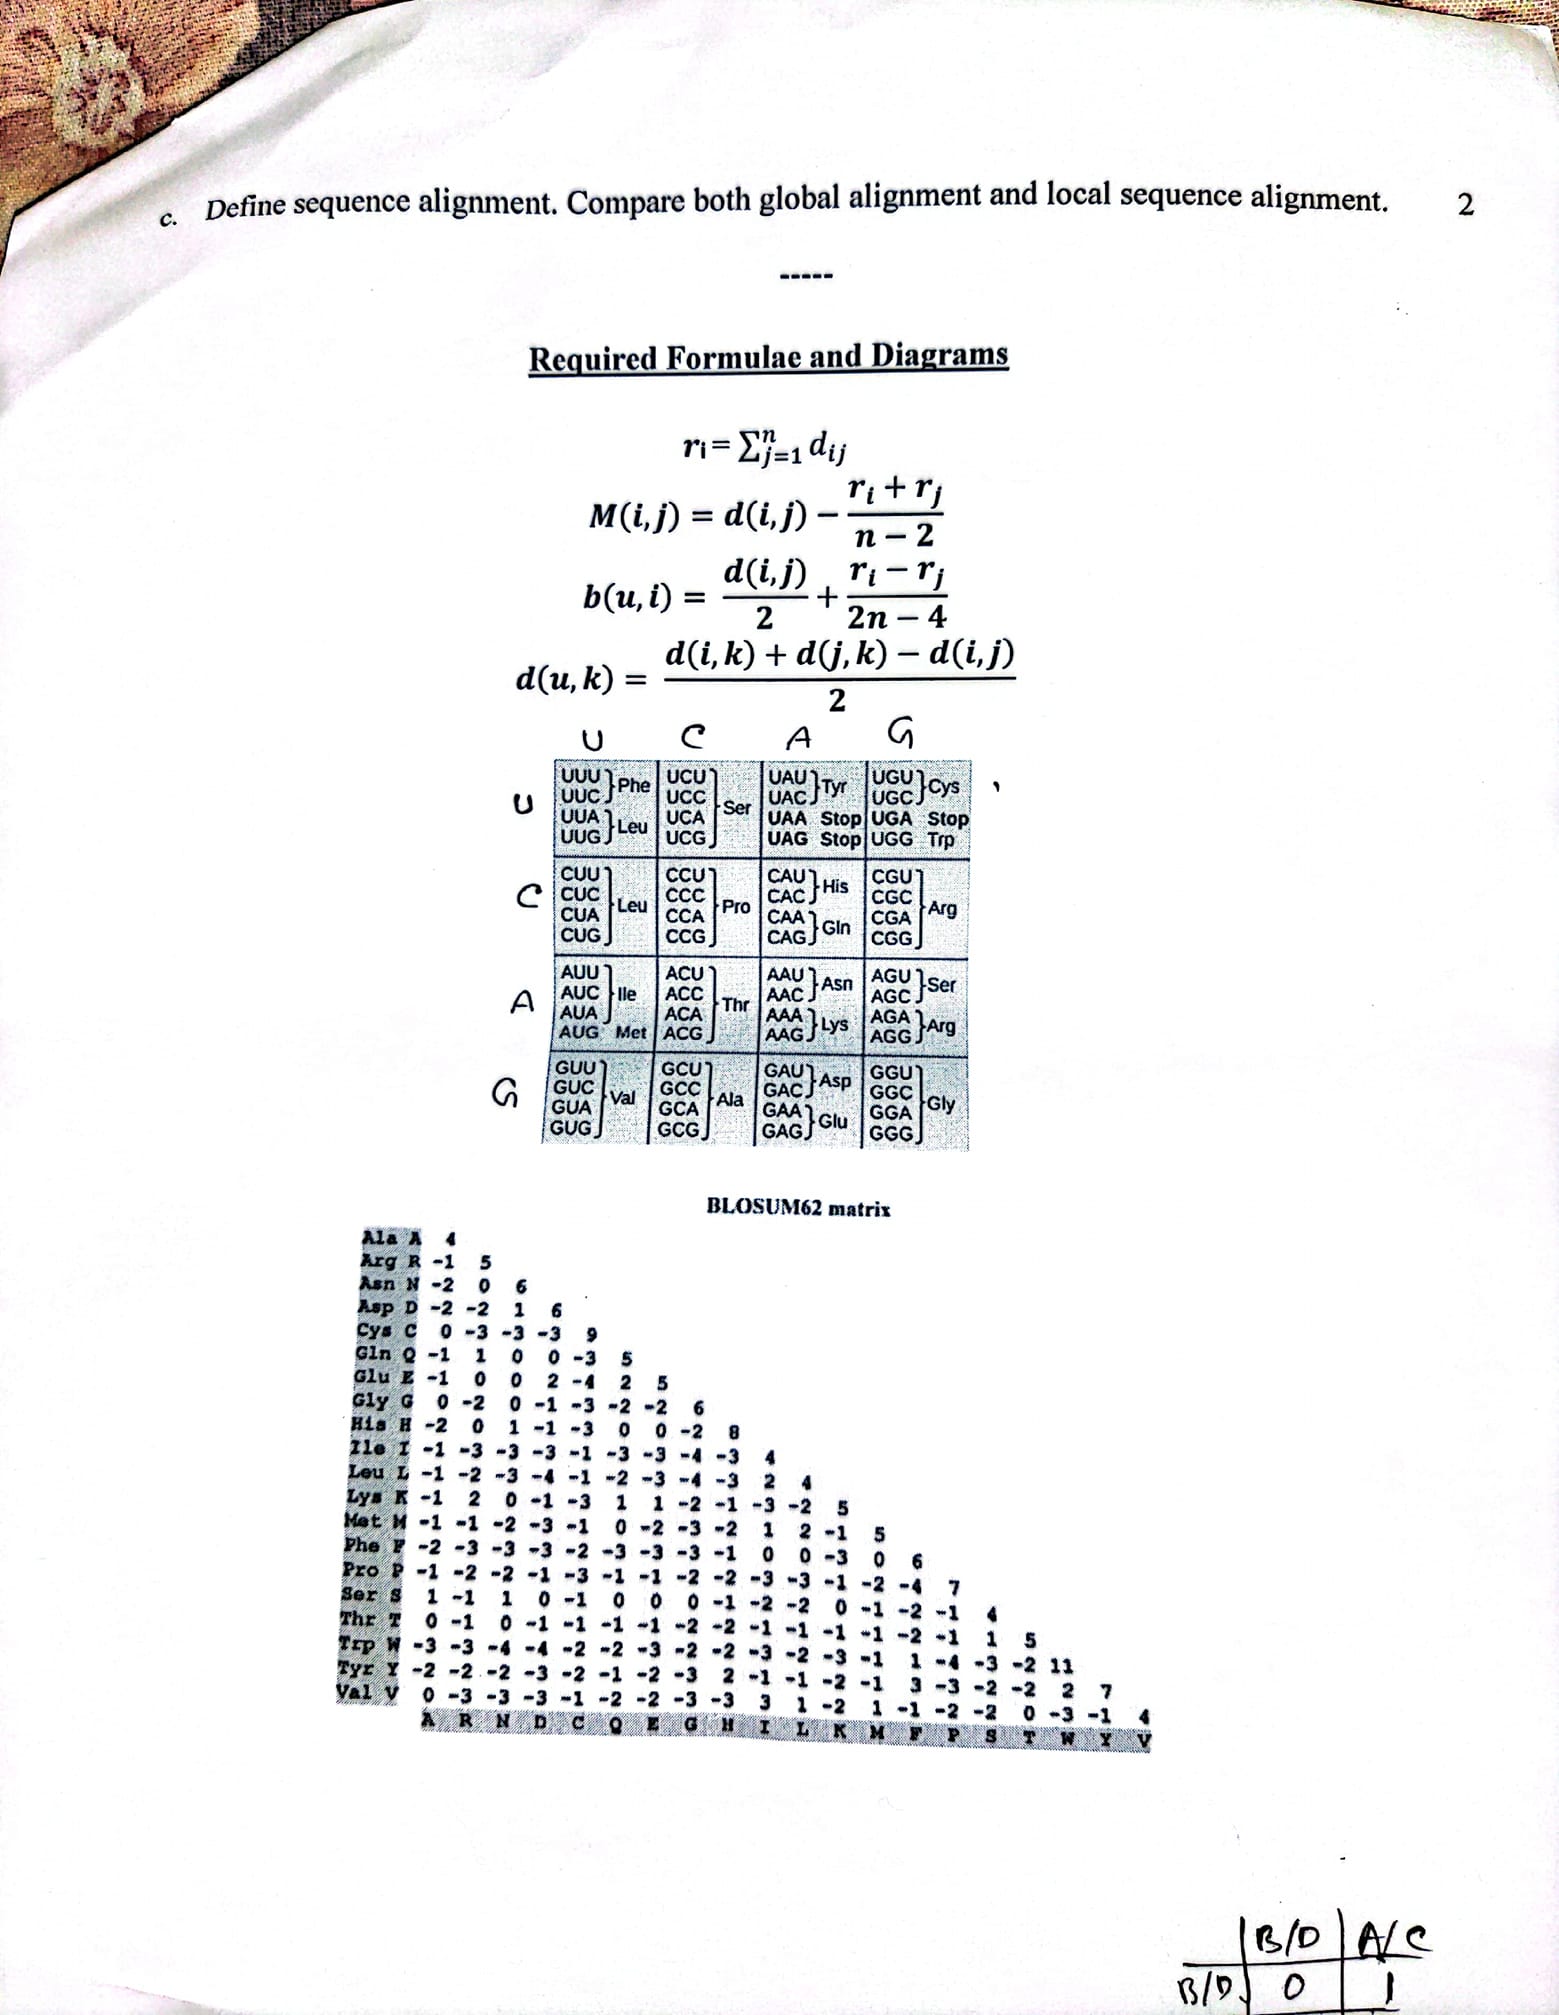 c. Define sequence alignment. Compare both global alignment and local sequence alignment. 2
-----
Required Formulae and Diagrams
rᵢ = Σⁿⱼ₌₁ dᵢⱼ
M(i,j) = d(i,j) − (rᵢ + rⱼ)/(n − 2)
b(u,i) = d(i,j)/2 + (rᵢ − rⱼ)/(2n − 4)
d(u,k) = (d(i,k) + d(j,k) − d(i,j))/2
U C A G
U UUU UUC Phe UCU UCC UCA UCG Ser UAU UAC Tyr UGU UGC Cys
UUA UUG Leu UAA Stop UGA Stop
UAG Stop UGG Trp
C CUU CUC CUA CUG Leu CCU CCC CCA CCG Pro CAU CAC His CGU CGC CGA CGG Arg
CAA CAG Gln
A AUU AUC AUA Ile ACU ACC ACA ACG Thr AAU AAC Asn AGU AGC Ser
AUG Met AAA AAG Lys AGA AGG Arg
G GUU GUC GUA GUG Val GCU GCC GCA GCG Ala GAU GAC Asp GGU GGC GGA GGG Gly
GAA GAG Glu
BLOSUM62 matrix
Ala A 4
Arg R -1 5
Asn N -2 0 6
Asp D -2 -2 1 6
Cys C 0 -3 -3 -3 9
Gln Q -1 1 0 0 -3 5
Glu E -1 0 0 2 -4 2 5
Gly G 0 -2 0 -1 -3 -2 -2 6
His H -2 0 1 -1 -3 0 0 -2 8
Ile I -1 -3 -3 -3 -1 -3 -3 -4 -3 4
Leu L -1 -2 -3 -4 -1 -2 -3 -4 -3 2 4
Lys K -1 2 0 -1 -3 1 1 -2 -1 -3 -2 5
Met M -1 -1 -2 -3 -1 0 -2 -3 -2 1 2 -1 5
Phe F -2 -3 -3 -3 -2 -3 -3 -3 -1 0 0 -3 0 6
Pro P -1 -2 -2 -1 -3 -1 -1 -2 -2 -3 -3 -1 -2 -4 7
Ser S 1 -1 1 0 -1 0 0 0 -1 -2 -2 0 -1 -2 -1 4
Thr T 0 -1 0 -1 -1 -1 -1 -2 -2 -1 -1 -1 -1 -2 -1 1 5
Trp W -3 -3 -4 -4 -2 -2 -3 -2 -2 -3 -2 -3 -1 1 -4 -3 -2 11
Tyr Y -2 -2 -2 -3 -2 -1 -2 -3 2 -1 -1 -2 -1 3 -3 -2 -2 2 7
Val V 0 -3 -3 -3 -1 -2 -2 -3 -3 3 1 -2 1 -1 -2 -2 0 -3 -1 4
A R N D C Q E G H I L K M F P S T W Y V
B/D A/C
B/D 0 1